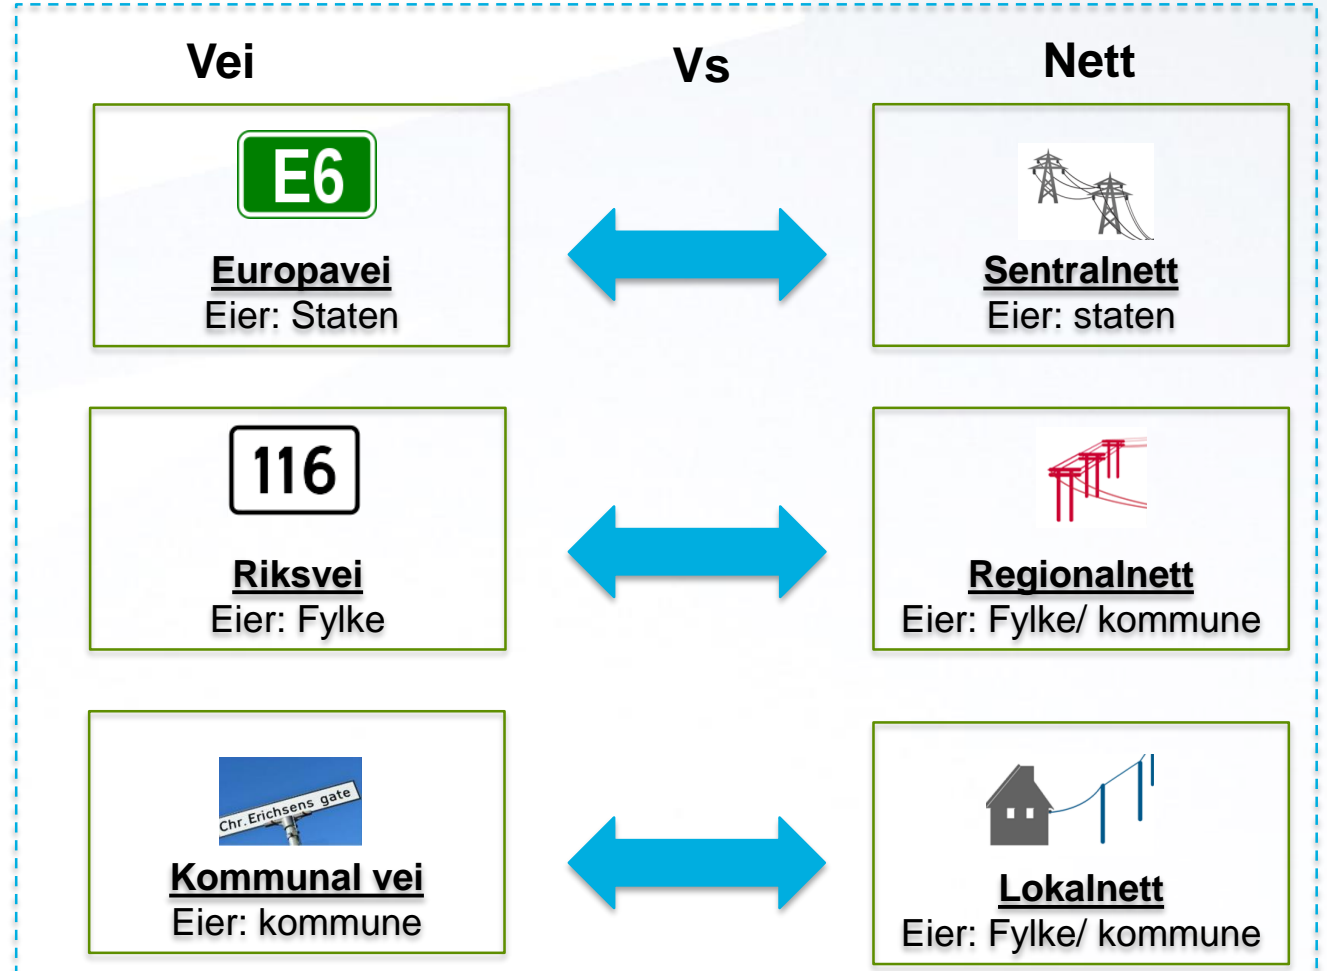 Vei
Vs
Nett
E6
Europavei
Eier: Staten
Sentralnett
Eier: staten
116
Riksvei
Eier: Fylke
Regionalnett
Eier: Fylke/ kommune
Chr. Erichsens gate
Kommunal vei
Eier: kommune
Lokalnett
Eier: Fylke/ kommune